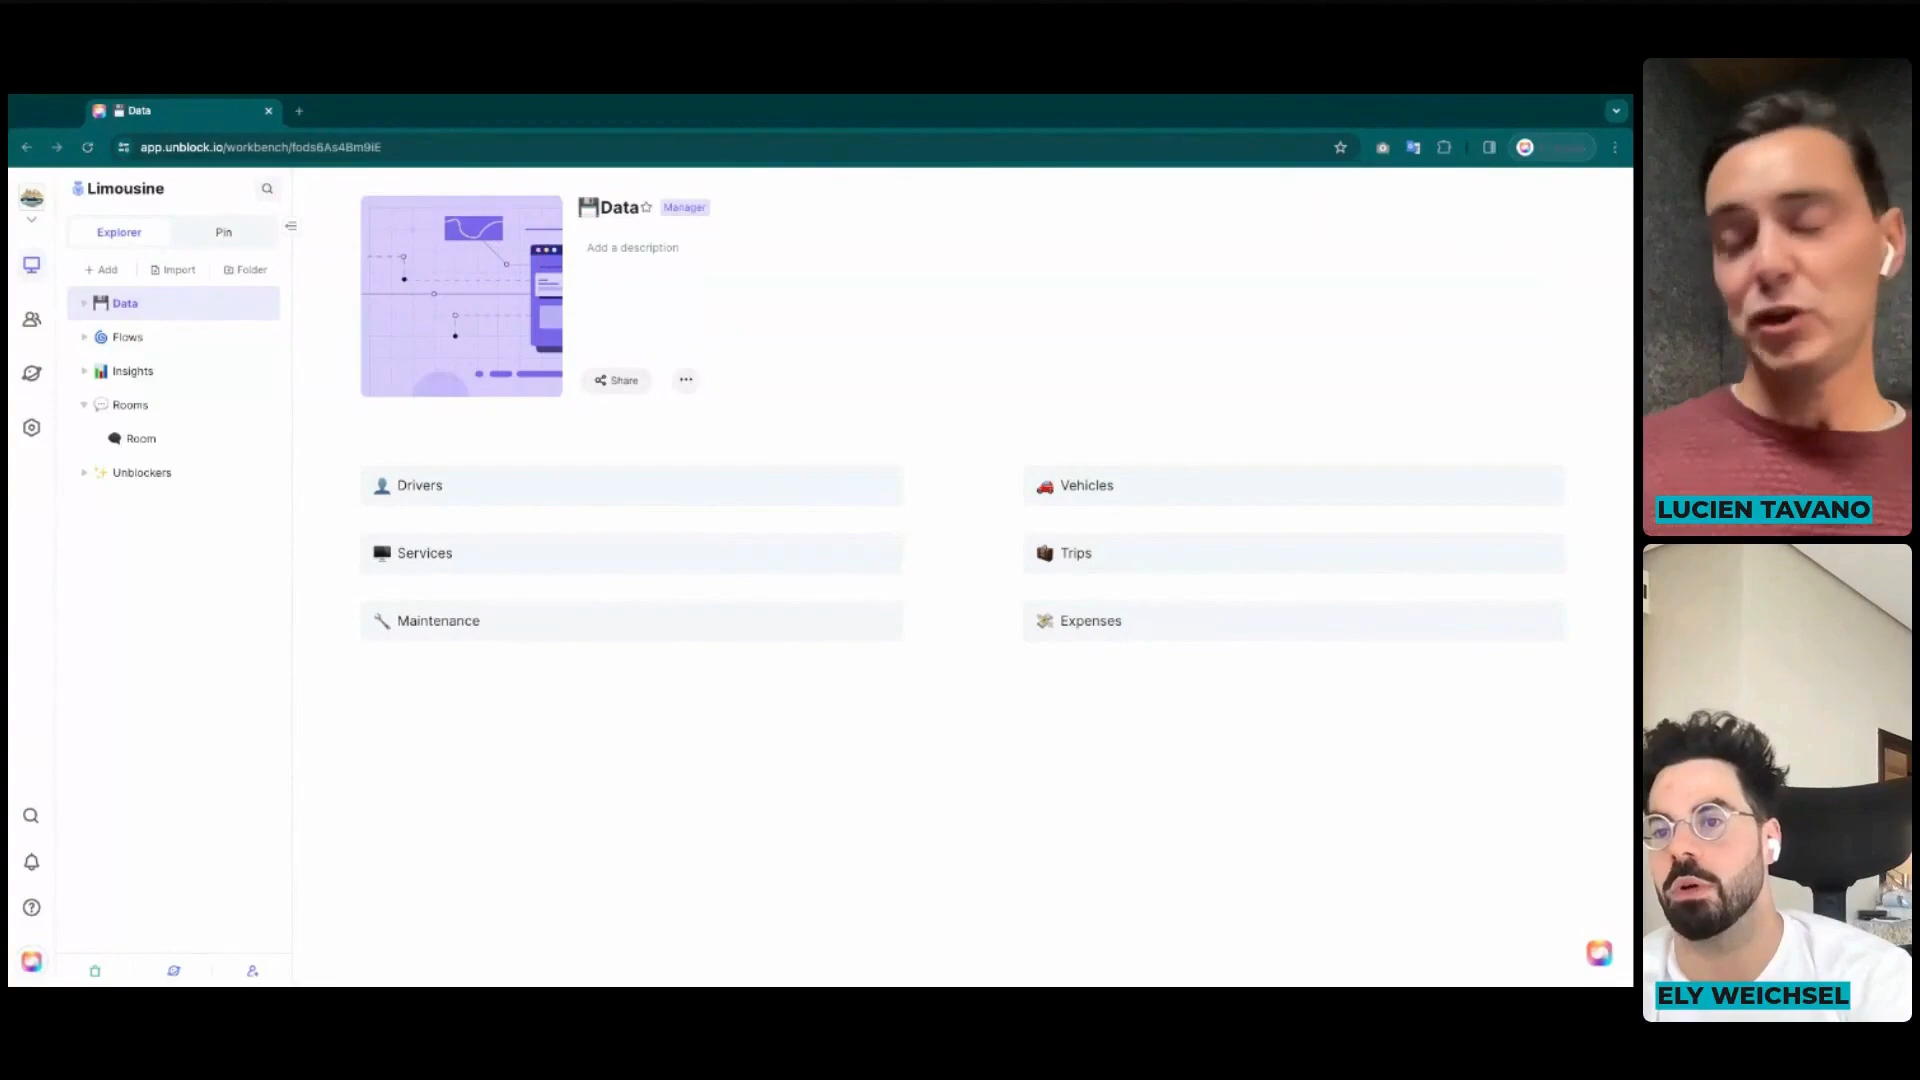 Data
app.unblock.io/workbench/fods6As4Bm9iE
Limousine
Explorer
Pin
Add
Import
Folder
Data
Flows
Insights
Rooms
Room
Unblockers
Data
Manager
Add a description
Share
Drivers
Vehicles
Services
Trips
Maintenance
Expenses
LUCIEN TAVANO
ELY WEICHSEL